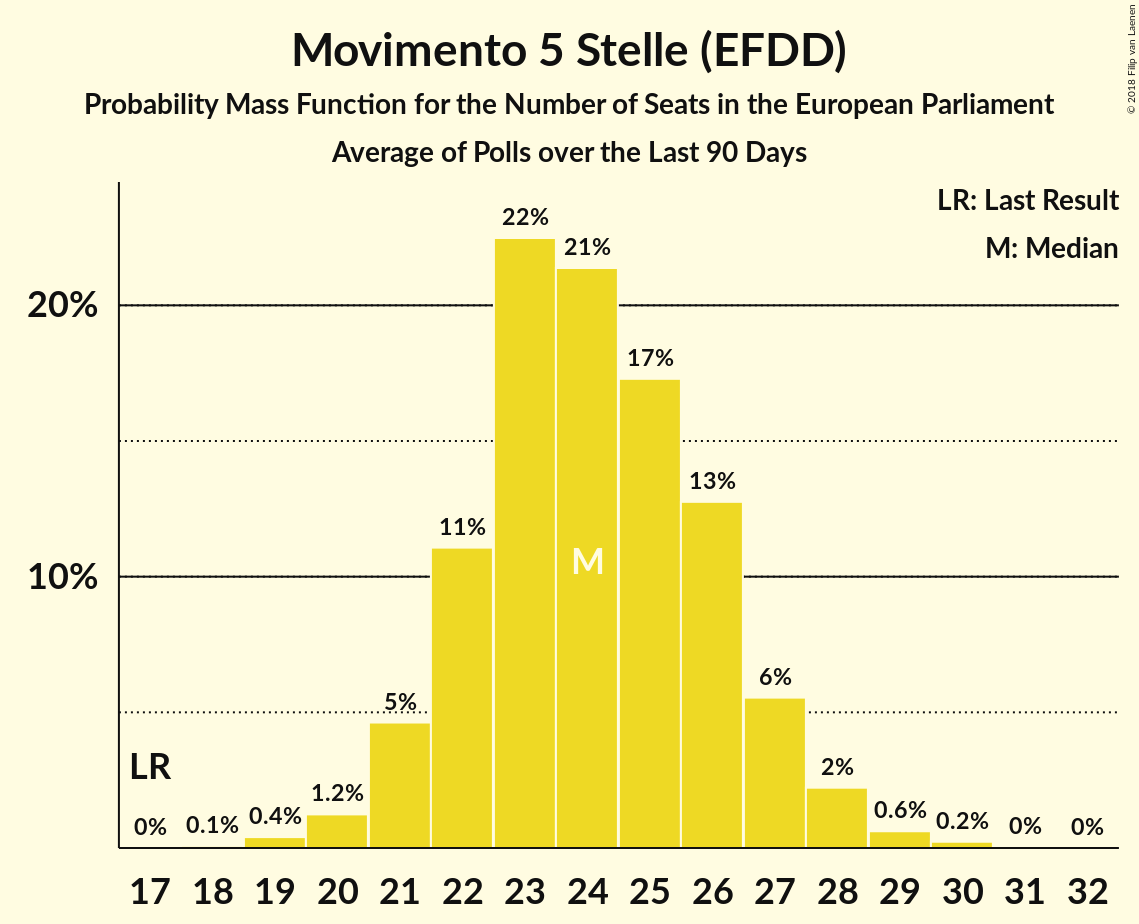 Movimento 5 Stelle (EFDD)
Probability Mass Function for the Number of Seats in the European Parliament
Average of Polls over the Last 90 Days
© 2018 Filip van Laenen
LR: Last Result
M: Median
22%
21%
20%
17%
13%
11%
M
10%
6%
5%
LR
2%
1.2%
0.4%
0.6%
0% 0.1% 0.2% 0% 0%
17 18 19 20 21 22 23 24 25 26 27 28 29 30 31 32